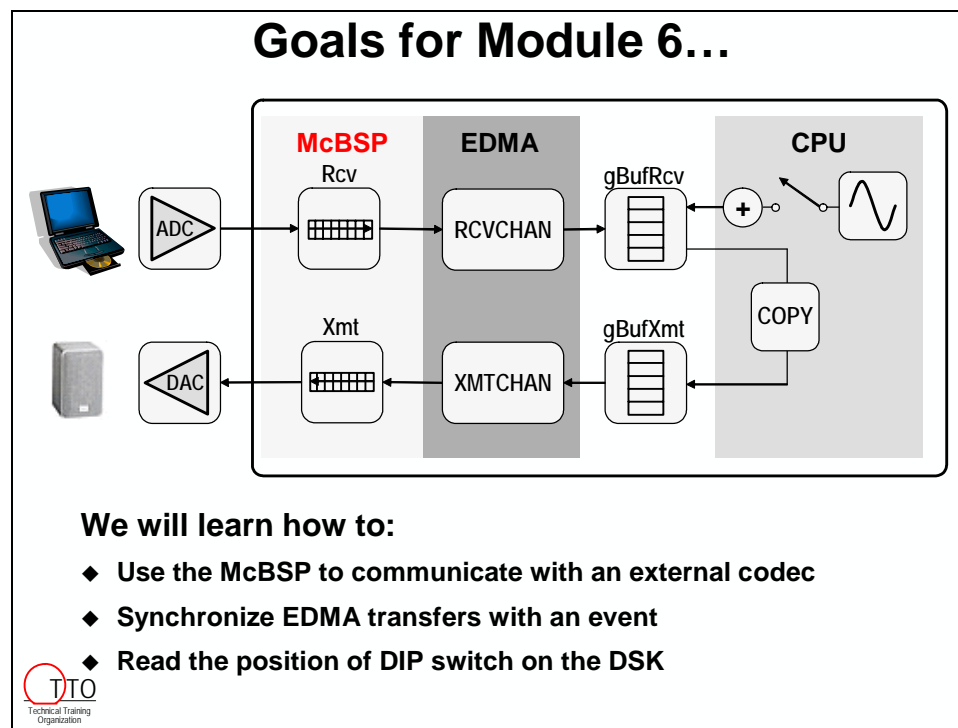 Goals for Module 6…
McBSP
EDMA
CPU
Rcv
gBufRcv
ADC
RCVCHAN
+
COPY
Xmt
gBufXmt
DAC
XMTCHAN
We will learn how to:
◆ Use the McBSP to communicate with an external codec
◆ Synchronize EDMA transfers with an event
◆ Read the position of DIP switch on the DSK
TTO
Technical Training
Organization